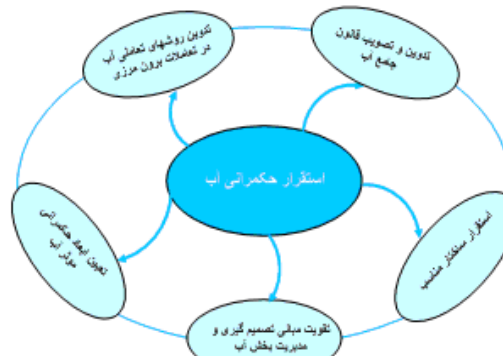 تدوین و تصویب قانون
جامع آب
تدوین روشهای تعاملی آب
در تعاملات برون مرزی
استقرار حکمرانی آب
استقرار ساختار مناسب
تعیین ابعاد حکمرانی
موثر آب
تقویت مبانی تصمیم گیری و
مدیریت بخش آب